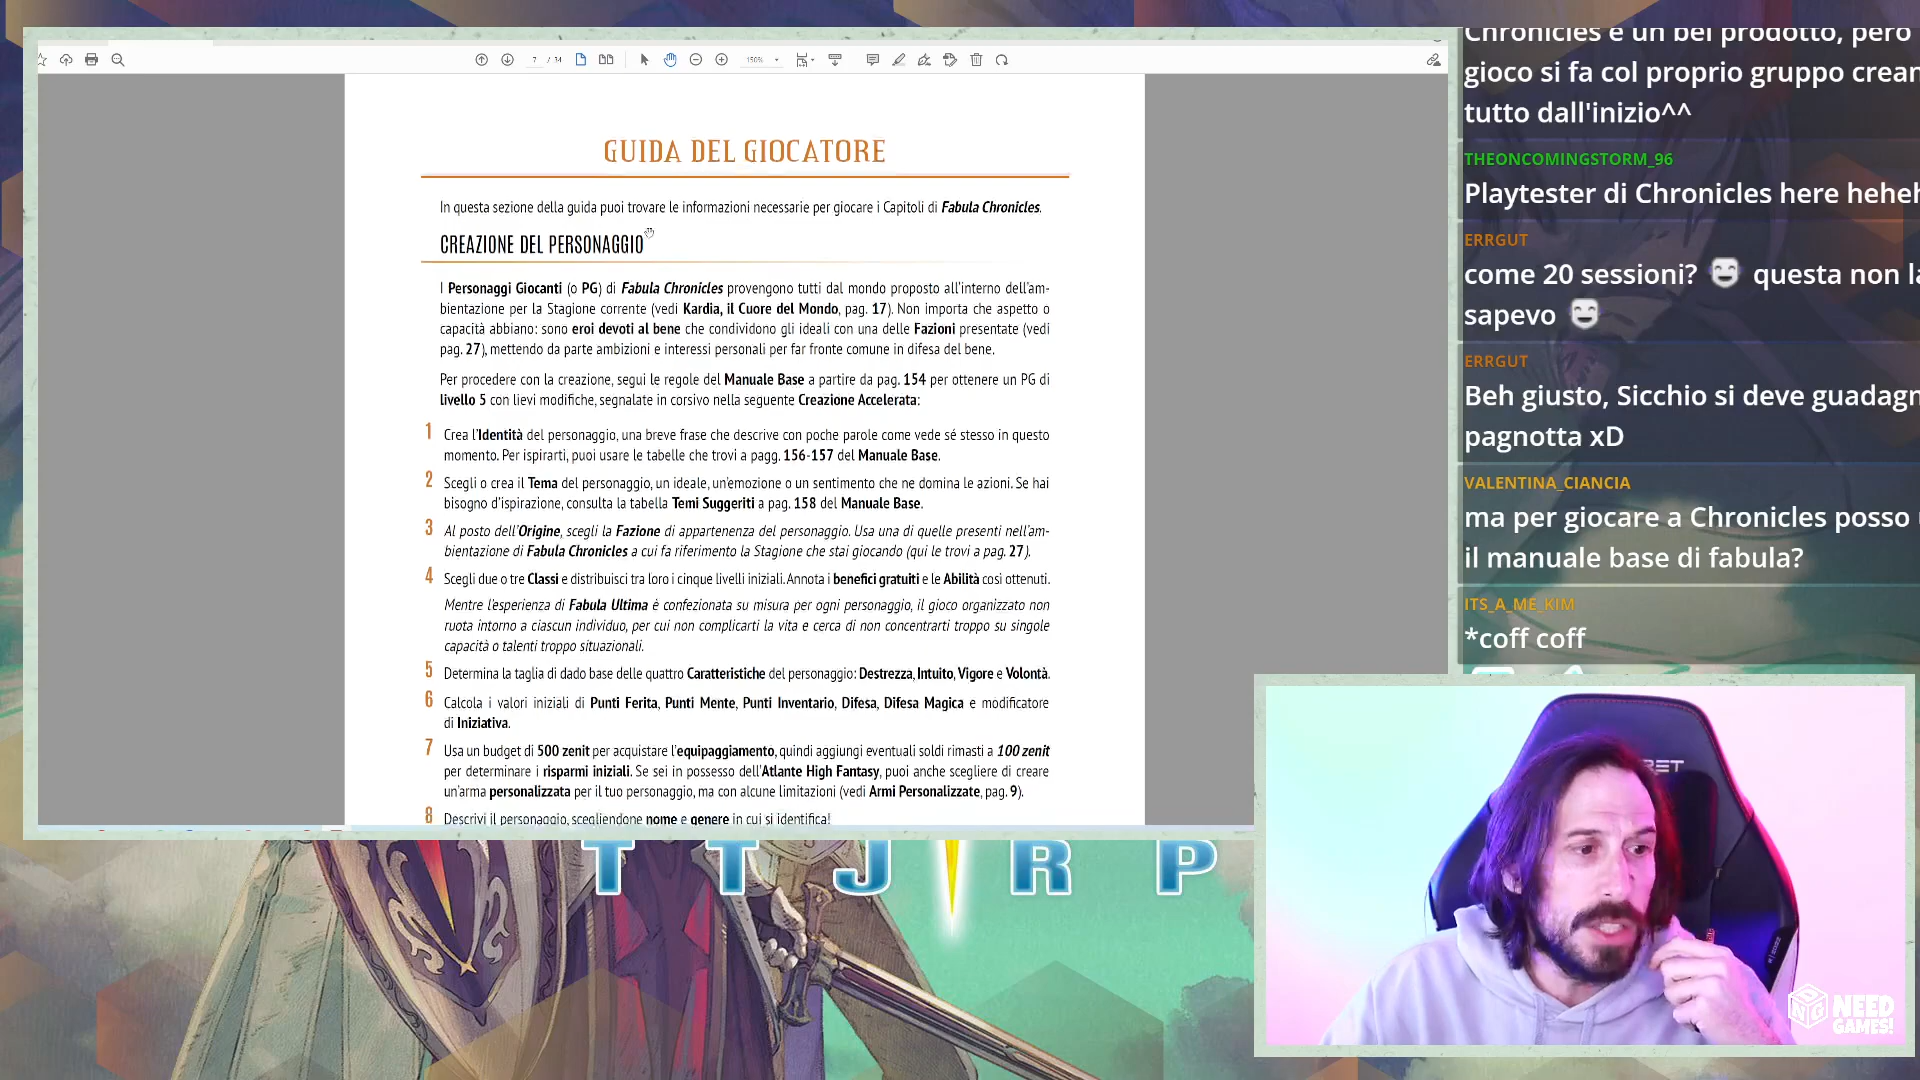 7 / 34
150%
GUIDA DEL GIOCATORE
In questa sezione della guida puoi trovare le informazioni necessarie per giocare i Capitoli di Fabula Chronicles.
CREAZIONE DEL PERSONAGGIO
I Personaggi Giocanti (o PG) di Fabula Chronicles provengono tutti dal mondo proposto all'interno dell'am-
bientazione per la Stagione corrente (vedi Kardia, il Cuore del Mondo, pag. 17). Non importa che aspetto o
capacità abbiano: sono eroi devoti al bene che condividono gli ideali con una delle Fazioni presentate (vedi
pag. 27), mettendo da parte ambizioni e interessi personali per far fronte comune in difesa del bene.
Per procedere con la creazione, segui le regole del Manuale Base a partire da pag. 154 per ottenere un PG di
livello 5 con lievi modifiche, segnalate in corsivo nella seguente Creazione Accelerata:
1 Crea l'Identità del personaggio, una breve frase che descrive con poche parole come vede sé stesso in questo
momento. Per ispirarti, puoi usare le tabelle che trovi a pagg. 156-157 del Manuale Base.
2 Scegli o crea il Tema del personaggio, un ideale, un'emozione o un sentimento che ne domina le azioni. Se hai
bisogno d'ispirazione, consulta la tabella Temi Suggeriti a pag. 158 del Manuale Base.
3 Al posto dell'Origine, scegli la Fazione di appartenenza del personaggio. Usa una di quelle presenti nell'am-
bientazione di Fabula Chronicles a cui fa riferimento la Stagione che stai giocando (qui le trovi a pag. 27).
4 Scegli due o tre Classi e distribuisci tra loro i cinque livelli iniziali. Annota i benefici gratuiti e le Abilità così ottenuti.
Mentre l'esperienza di Fabula Ultima è confezionata su misura per ogni personaggio, il gioco organizzato non
ruota intorno a ciascun individuo, per cui non complicarti la vita e cerca di non concentrarti troppo su singole
capacità o talenti troppo situazionali.
5 Determina la taglia di dado base delle quattro Caratteristiche del personaggio: Destrezza, Intuito, Vigore e Volontà.
6 Calcola i valori iniziali di Punti Ferita, Punti Mente, Punti Inventario, Difesa, Difesa Magica e modificatore
di Iniziativa.
7 Usa un budget di 500 zenit per acquistare l'equipaggiamento, quindi aggiungi eventuali soldi rimasti a 100 zenit
per determinare i risparmi iniziali. Se sei in possesso dell'Atlante High Fantasy, puoi anche scegliere di creare
un'arma personalizzata per il tuo personaggio, ma con alcune limitazioni (vedi Armi Personalizzate, pag. 9).
8 Descrivi il personaggio, scegliendone nome e genere in cui si identifica!
T T J R P
Chronicles è un bel prodotto, però
gioco si fa col proprio gruppo crean
tutto dall'inizio^^
THEONCOMINGSTORM_96
Playtester di Chronicles here heheh
ERRGUT
come 20 sessioni? questa non la
sapevo
ERRGUT
Beh giusto, Sicchio si deve guadagn
pagnotta xD
VALENTINA_CIANCIA
ma per giocare a Chronicles posso
il manuale base di fabula?
ITS_A_ME_KIM
*coff coff
NEED
GAMES!